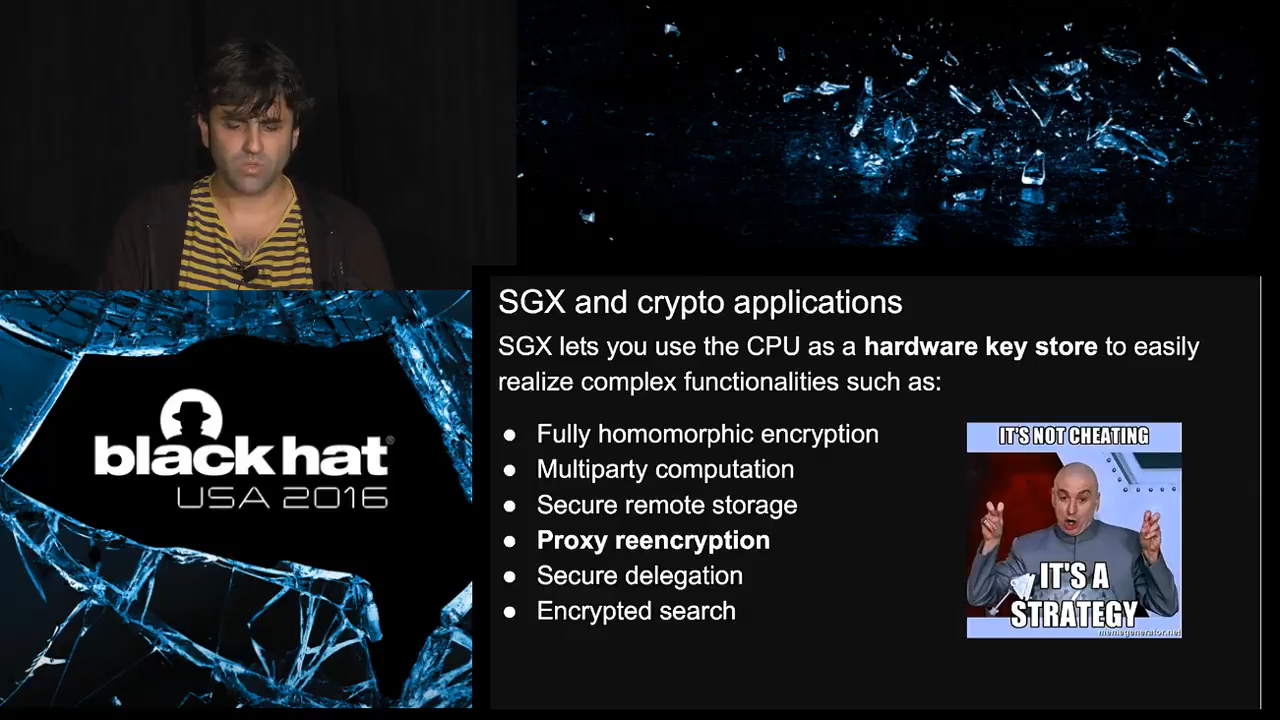 SGX and crypto applications
SGX lets you use the CPU as a hardware key store to easily
realize complex functionalities such as:
● Fully homomorphic encryption
● Multiparty computation
● Secure remote storage
● Proxy reencryption
● Secure delegation
● Encrypted search
IT'S NOT CHEATING
IT'S A
STRATEGY
memegenerator.net
black hat®
USA 2016